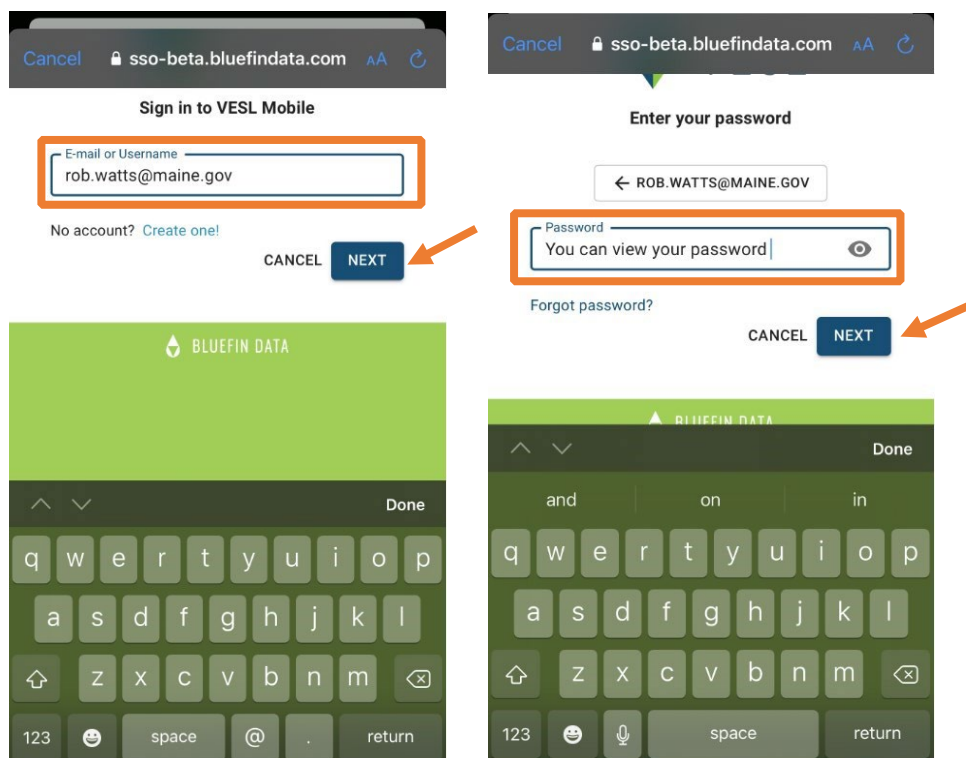 Cancel sso-beta.bluefindata.com AA
Sign in to VESL Mobile
E-mail or Username
rob.watts@maine.gov
No account? Create one!
CANCEL NEXT
BLUEFIN DATA
Done
q w e r t y u i o p
a s d f g h j k l
z x c v b n m
123 space @ . return
Cancel sso-beta.bluefindata.com AA
Enter your password
← ROB.WATTS@MAINE.GOV
Password
You can view your password
Forgot password?
CANCEL NEXT
BLUEFIN DATA
Done
and on in
q w e r t y u i o p
a s d f g h j k l
z x c v b n m
123 space return